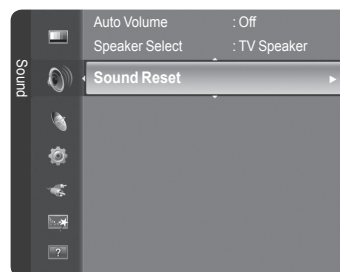 Sound
Auto Volume : Off
Speaker Select : TV Speaker
Sound Reset ►
?